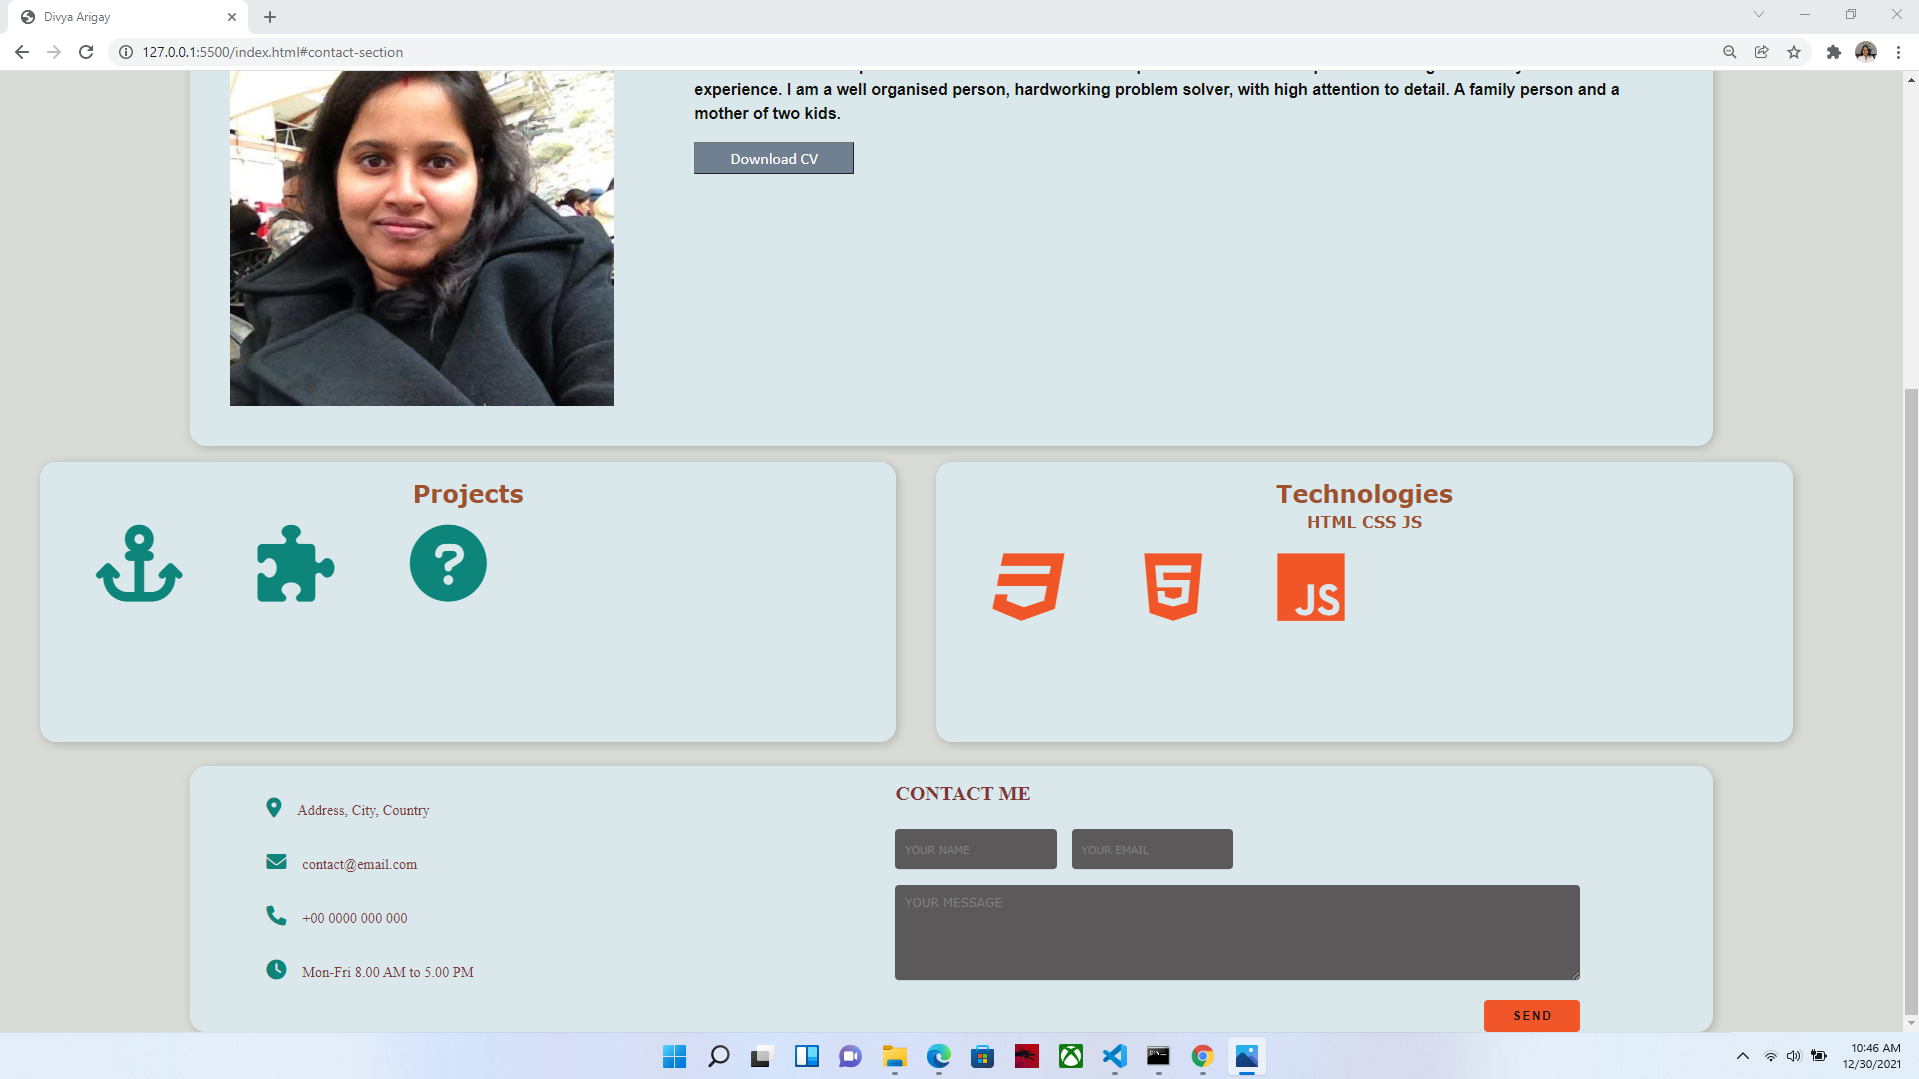 Divya Arigay
127.0.0.1:5500/index.html#contact-section
experience. I am a well organised person, hardworking problem solver, with high attention to detail. A family person and a
mother of two kids.
Download CV
Projects
Technologies
HTML CSS JS
JS
CONTACT ME
Address, City, Country
YOUR NAME YOUR EMAIL
contact@email.com
YOUR MESSAGE
+00 0000 000 000
Mon-Fri 8.00 AM to 5.00 PM
SEND
10:46 AM
12/30/2021